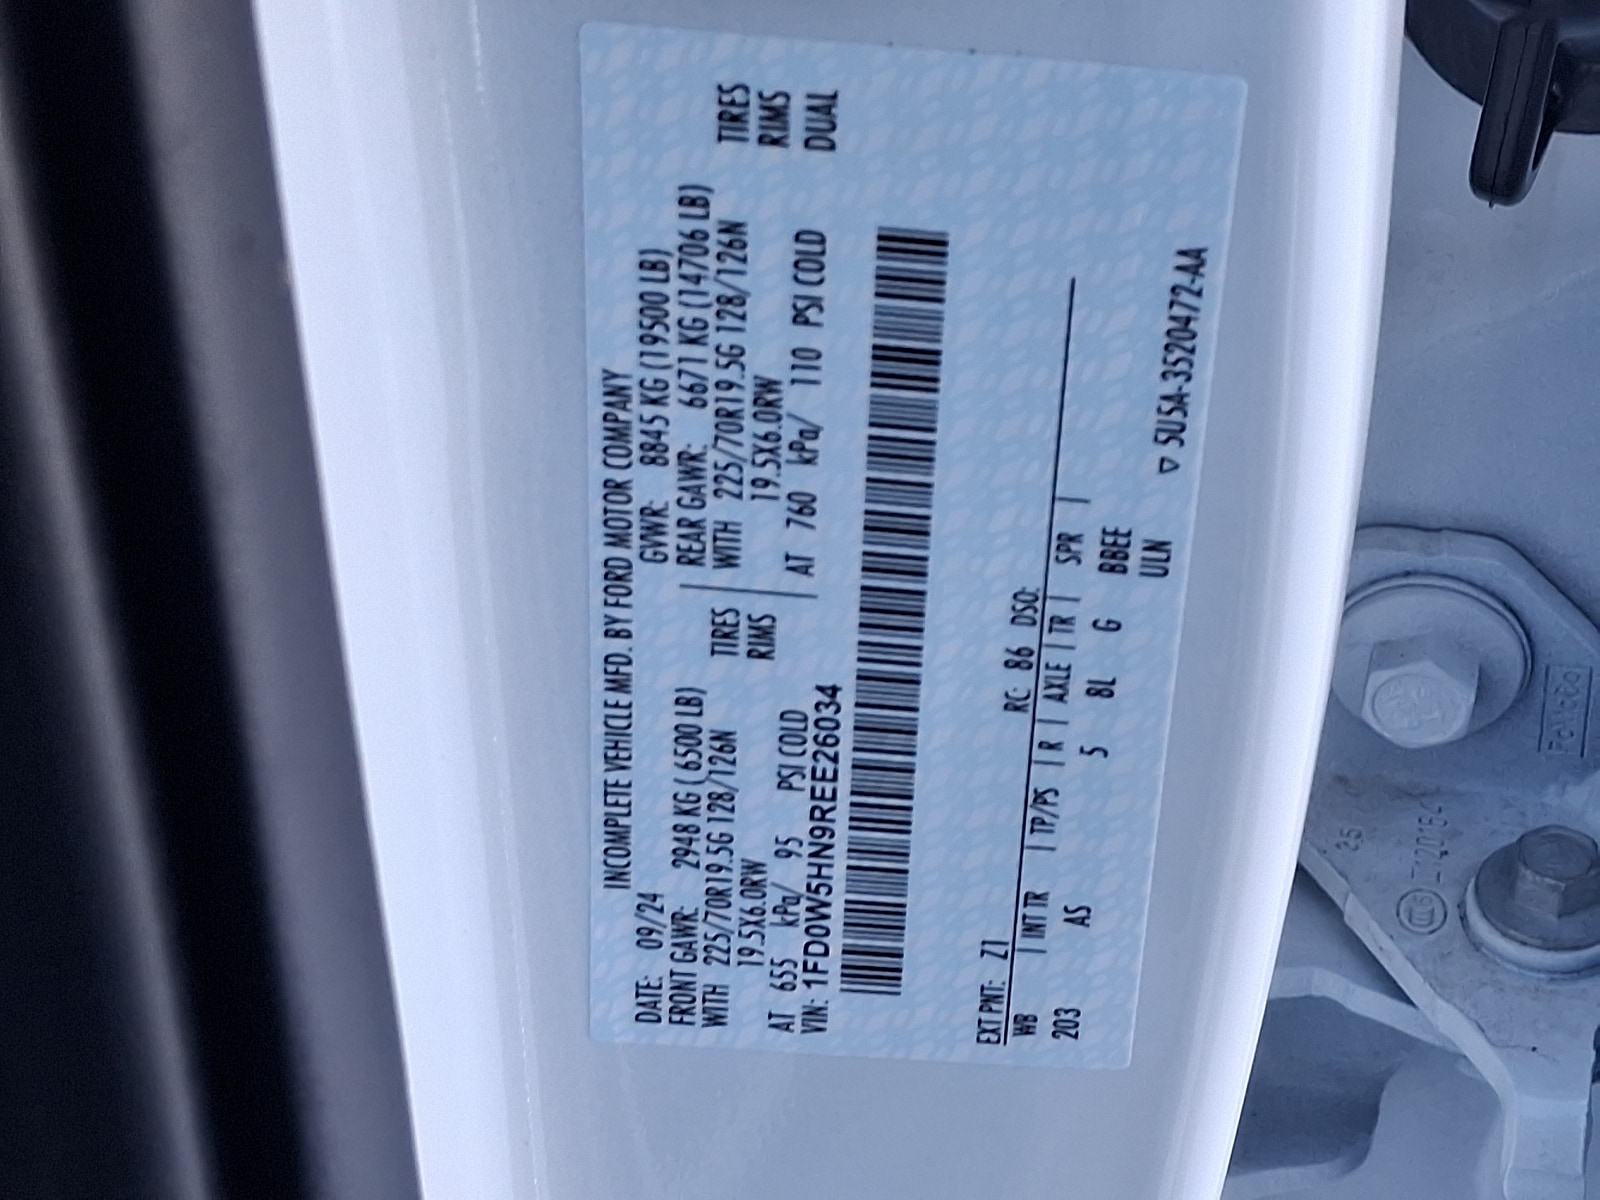 INCOMPLETE VEHICLE MFD. BY FORD MOTOR COMPANY
DATE: 09/24 GVWR: 8845 KG (19500 LB)
FRONT GAWR: 2948 KG ( 6500 LB) | REAR GAWR: 6671 KG (14706 LB)
WITH 225/70R19.5G 128/126N TIRES | WITH 225/70R19.5G 128/126N TIRES
19.5X6.0RW RIMS 19.5X6.0RW RIMS
AT 655 kPa/ 95 PSI COLD | AT 760 kPa/ 110 PSI COLD DUAL
VIN: 1FD0W5HN9REE26034
EXT PNT: Z1 RC: 86 DSO:
WB | INT TR | TP/PS | R | AXLE | TR | SPR |
203 AS 5 8L G BBEE
ULN
▽ 5U5A-3520472-AA